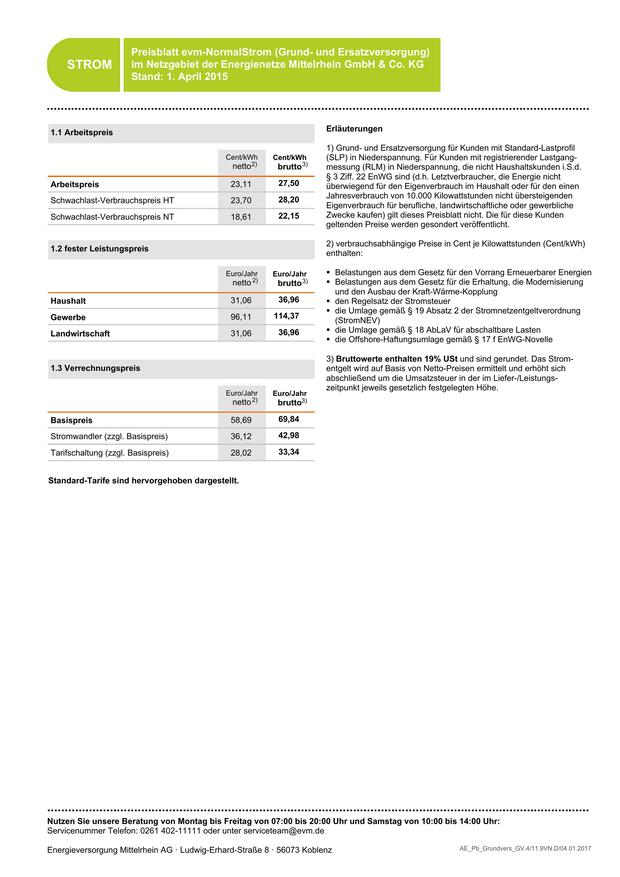 STROM
Preisblatt evm-NormalStrom (Grund- und Ersatzversorgung)
im Netzgebiet der Energienetze Mittelrhein GmbH & Co. KG
Stand: 1. April 2015
1.1 Arbeitspreis
Cent/kWh netto2) Cent/kWh brutto3)
Arbeitspreis 23,11 27,50
Schwachlast-Verbrauchspreis HT 23,70 28,20
Schwachlast-Verbrauchspreis NT 18,61 22,15
1.2 fester Leistungspreis
Euro/Jahr netto2) Euro/Jahr brutto3)
Haushalt 31,06 36,96
Gewerbe 96,11 114,37
Landwirtschaft 31,06 36,96
1.3 Verrechnungspreis
Euro/Jahr netto2) Euro/Jahr brutto3)
Basispreis 58,69 69,84
Stromwandler (zzgl. Basispreis) 36,12 42,98
Tarifschaltung (zzgl. Basispreis) 28,02 33,34
Standard-Tarife sind hervorgehoben dargestellt.
Erläuterungen
1) Grund- und Ersatzversorgung für Kunden mit Standard-Lastprofil
(SLP) in Niederspannung. Für Kunden mit registrierender Lastgang-
messung (RLM) in Niederspannung, die nicht Haushaltskunden i.S.d.
§ 3 Ziff. 22 EnWG sind (d.h. Letztverbraucher, die Energie nicht
überwiegend für den Eigenverbrauch im Haushalt oder für den einen
Jahresverbrauch von 10.000 Kilowattstunden nicht übersteigenden
Eigenverbrauch für berufliche, landwirtschaftliche oder gewerbliche
Zwecke kaufen) gilt dieses Preisblatt nicht. Die für diese Kunden
geltenden Preise werden gesondert veröffentlicht.
2) verbrauchsabhängige Preise in Cent je Kilowattstunden (Cent/kWh)
enthalten:
▪ Belastungen aus dem Gesetz für den Vorrang Erneuerbarer Energien
▪ Belastungen aus dem Gesetz für die Erhaltung, die Modernisierung
und den Ausbau der Kraft-Wärme-Kopplung
▪ den Regelsatz der Stromsteuer
▪ die Umlage gemäß § 19 Absatz 2 der Stromnetzentgeltverordnung
(StromNEV)
▪ die Umlage gemäß § 18 AbLaV für abschaltbare Lasten
▪ die Offshore-Haftungsumlage gemäß § 17 f EnWG-Novelle
3) Bruttowerte enthalten 19% USt und sind gerundet. Das Strom-
entgelt wird auf Basis von Netto-Preisen ermittelt und erhöht sich
abschließend um die Umsatzsteuer in der im Liefer-/Leistungs-
zeitpunkt jeweils gesetzlich festgelegten Höhe.
Nutzen Sie unsere Beratung von Montag bis Freitag von 07:00 bis 20:00 Uhr und Samstag von 10:00 bis 14:00 Uhr:
Servicenummer Telefon: 0261 402-11111 oder unter serviceteam@evm.de
Energieversorgung Mittelrhein AG · Ludwig-Erhard-Straße 8 · 56073 Koblenz
AE_Pb_Grundvers_GV.4/11.9VN.D/04.01.2017